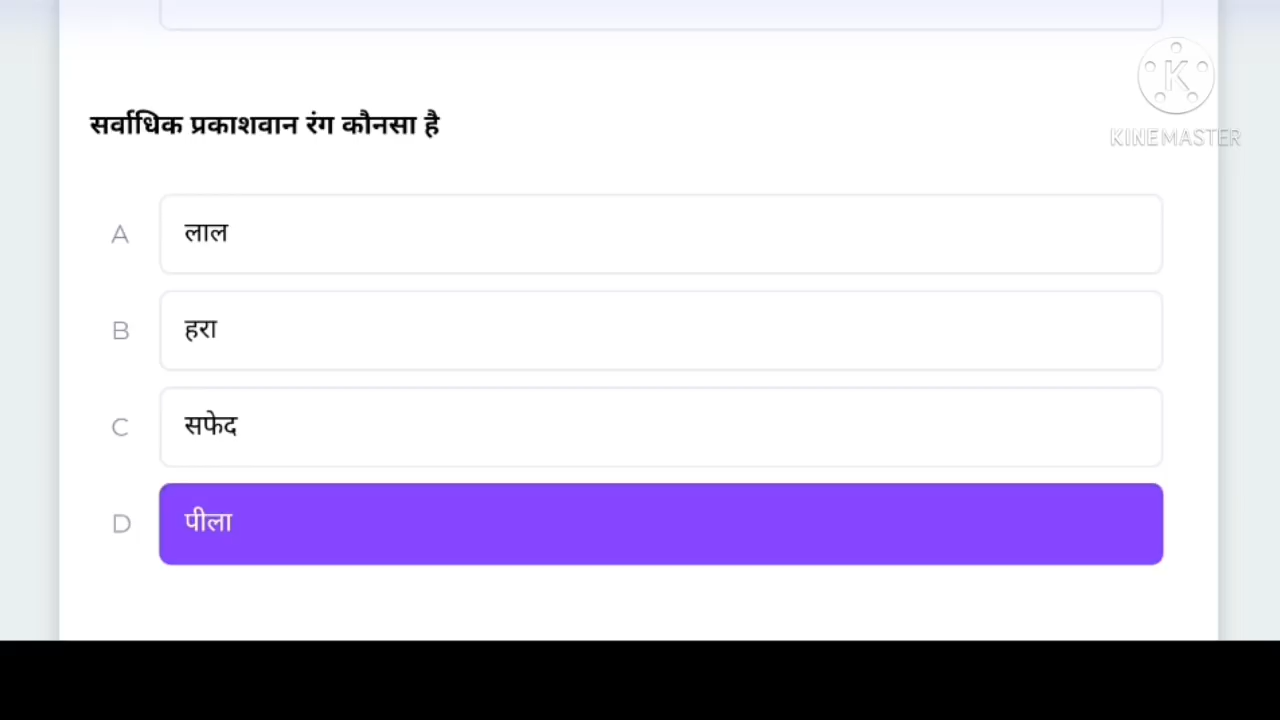 सर्वाधिक प्रकाशवान रंग कौनसा है
KINEMASTER
A लाल
B हरा
C सफेद
D पीला